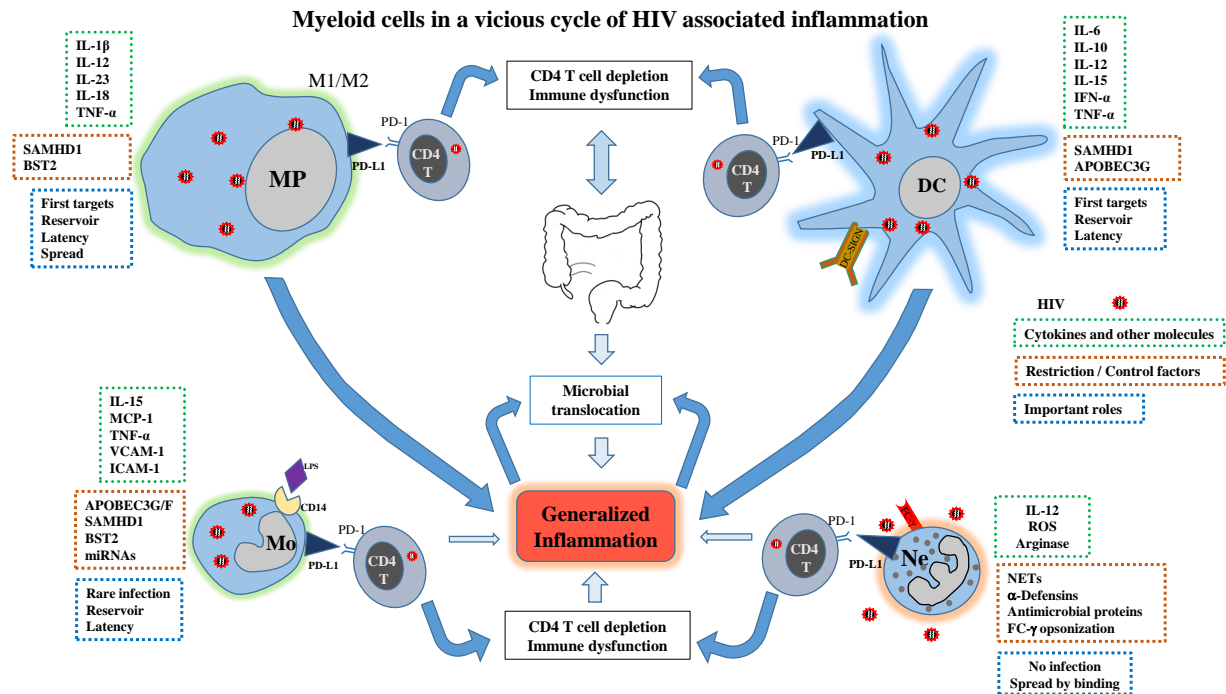 Myeloid cells in a vicious cycle of HIV associated inflammation
IL-1β
IL-12
IL-23
IL-18
TNF-α
SAMHD1
BST2
First targets
Reservoir
Latency
Spread
M1/M2
MP
PD-1
PD-L1
CD4
T
CD4 T cell depletion
Immune dysfunction
PD-1
PD-L1
CD4
T
DC
DC-SIGN
IL-6
IL-10
IL-12
IL-15
IFN-α
TNF-α
SAMHD1
APOBEC3G
First targets
Reservoir
Latency
HIV
Cytokines and other molecules
Restriction / Control factors
Important roles
Microbial
translocation
Generalized
Inflammation
IL-15
MCP-1
TNF-α
VCAM-1
ICAM-1
APOBEC3G/F
SAMHD1
BST2
miRNAs
Rare infection
Reservoir
Latency
LPS
CD14
Mo
PD-1
PD-L1
CD4
T
CD4 T cell depletion
Immune dysfunction
CD4
T
PD-1
PD-L1
Ne
IL-12
ROS
Arginase
NETs
α-Defensins
Antimicrobial proteins
FC-γ opsonization
No infection
Spread by binding